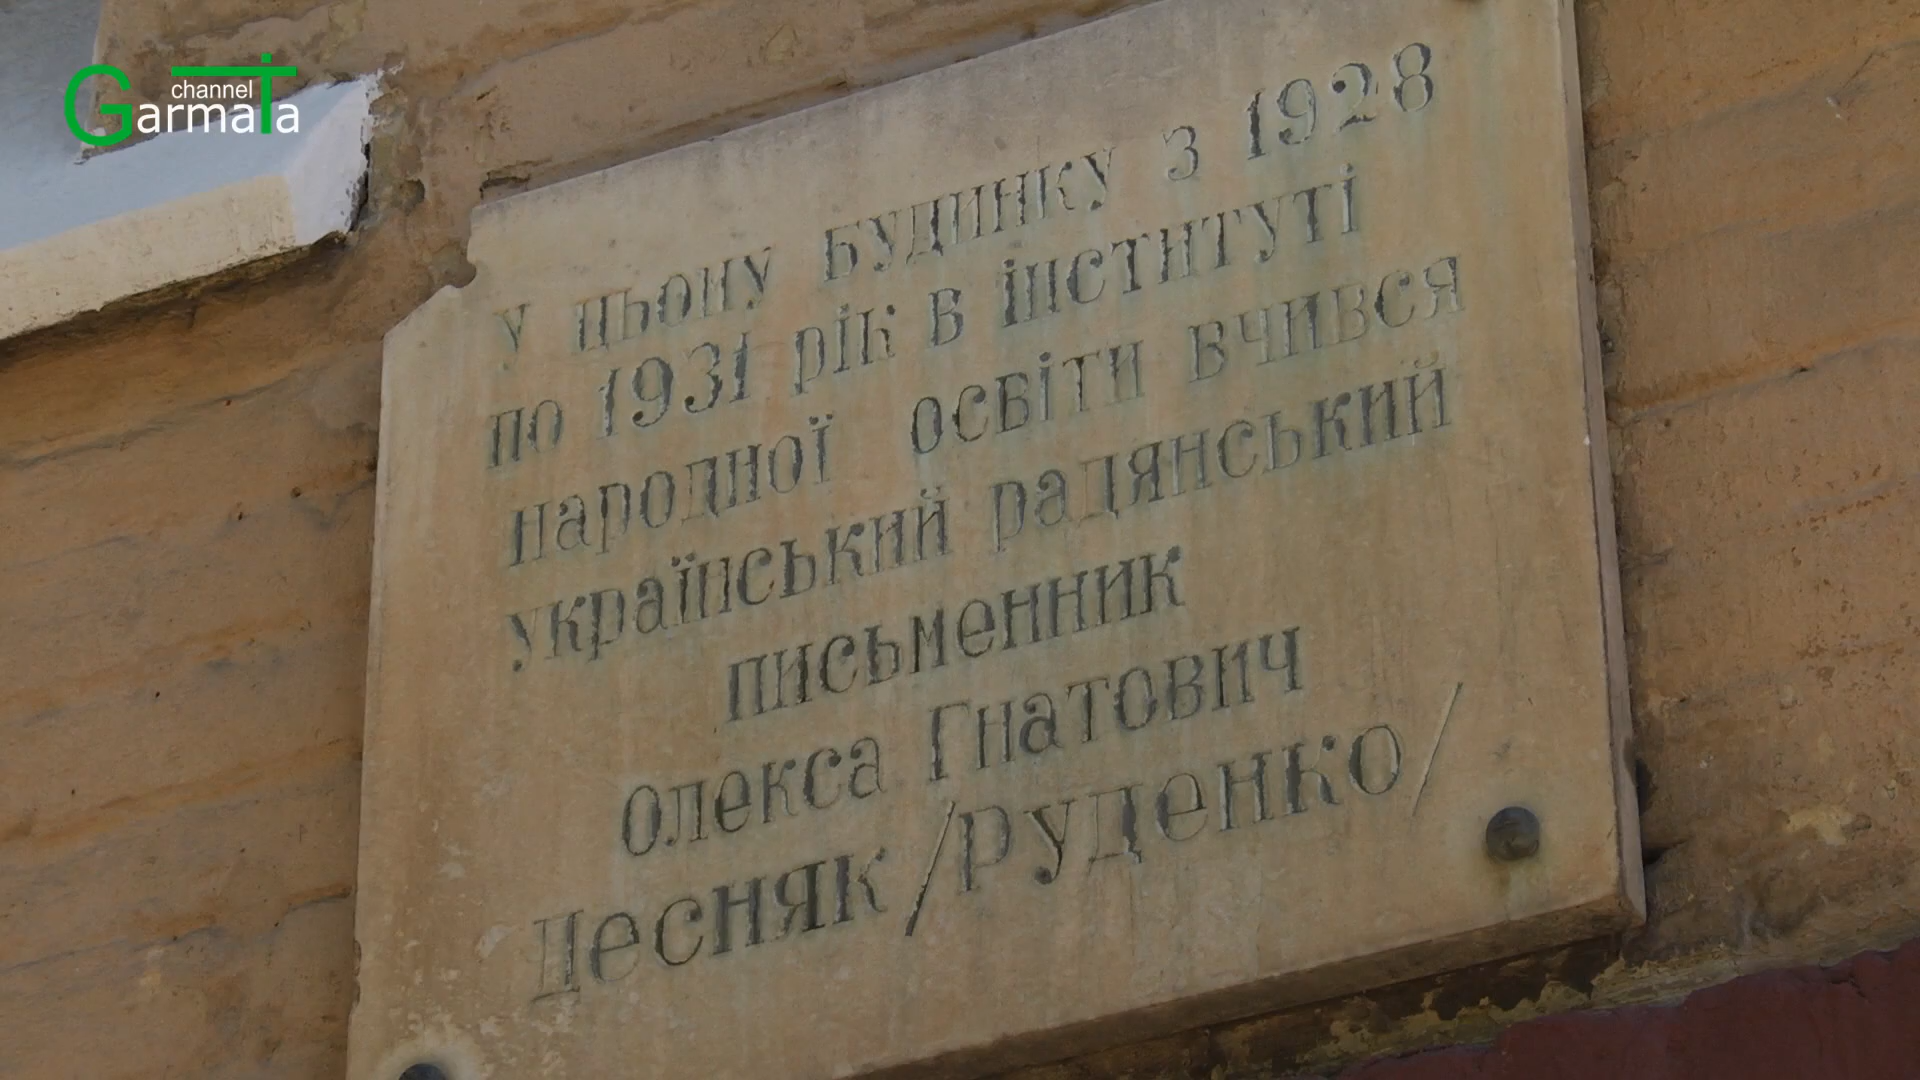 channel
GarmaTa
У цьому будинку з 1928
по 1931 рік в інституті
народної освіти вчився
український радянський
письменник
Олекса Гнатович
Десняк /Руденко/